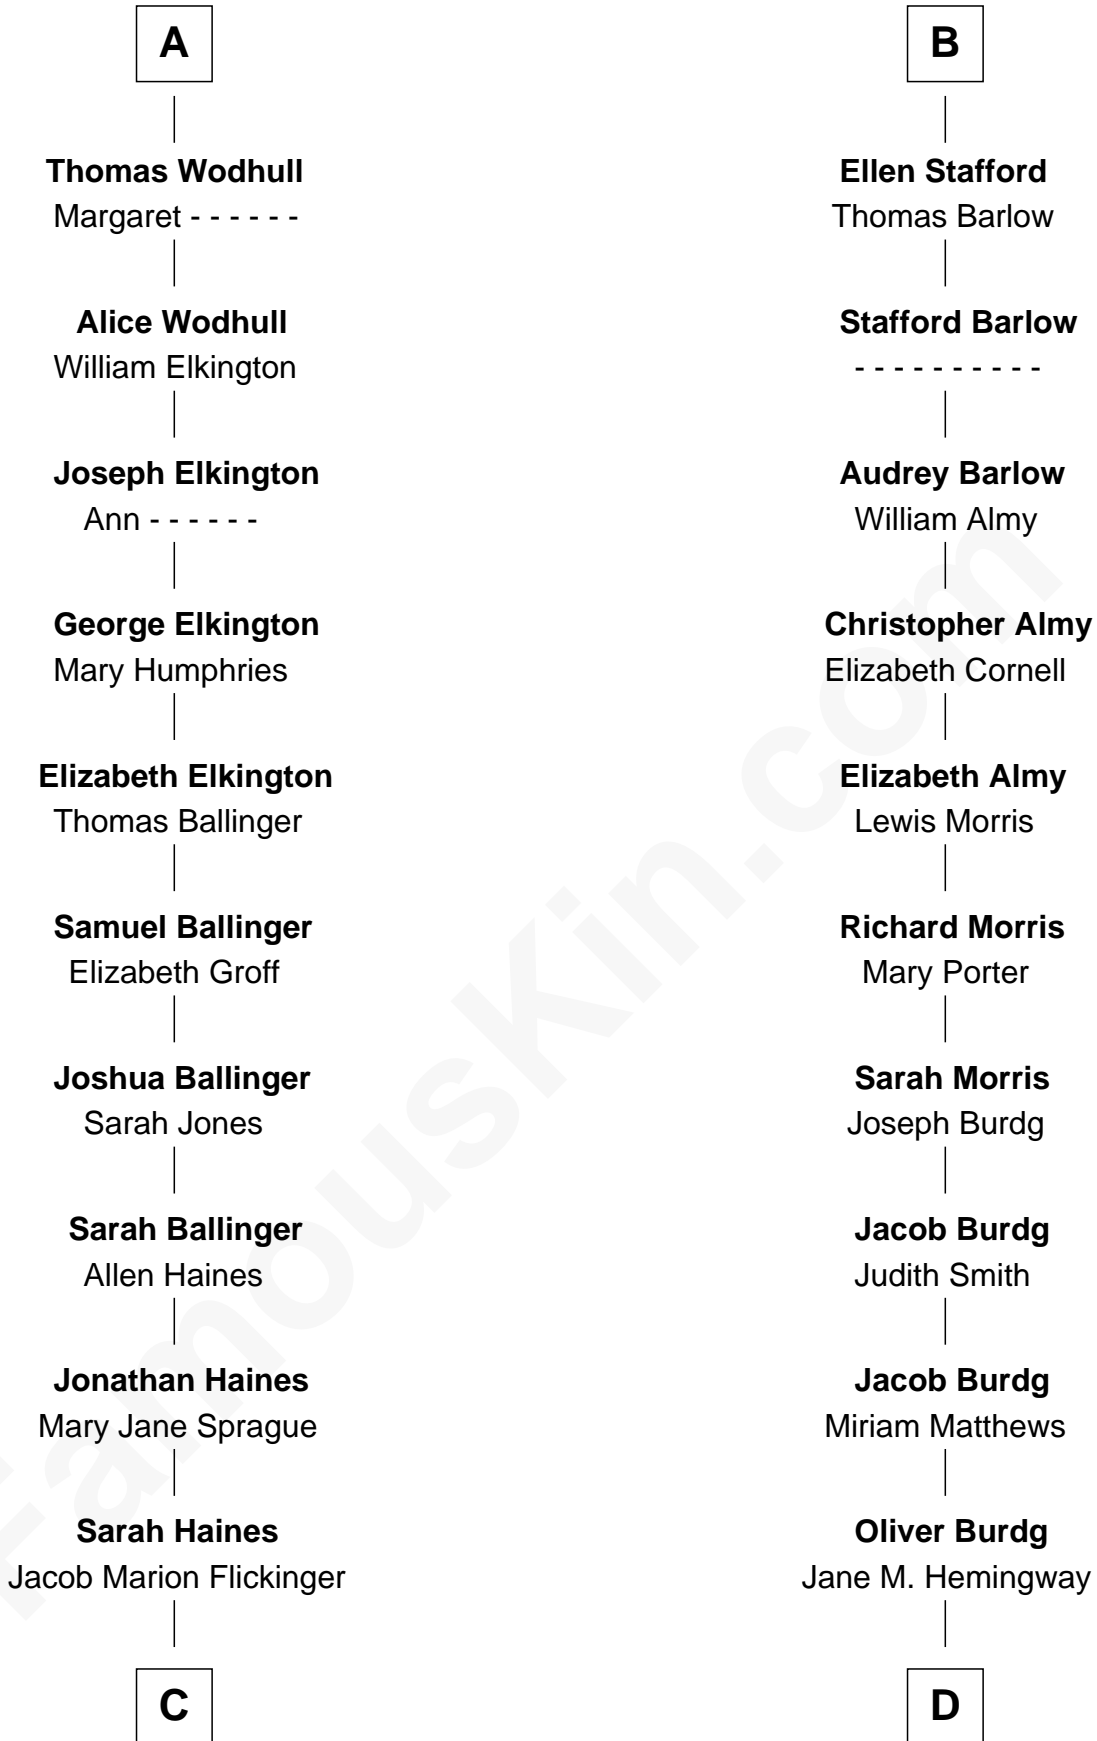 A
Thomas Wodhull
Margaret - - - - - -
Alice Wodhull
William Elkington
Joseph Elkington
Ann - - - - - -
George Elkington
Mary Humphries
Elizabeth Elkington
Thomas Ballinger
Samuel Ballinger
Elizabeth Groff
Joshua Ballinger
Sarah Jones
Sarah Ballinger
Allen Haines
Jonathan Haines
Mary Jane Sprague
Sarah Haines
Jacob Marion Flickinger
C
B
Ellen Stafford
Thomas Barlow
Stafford Barlow
- - - - - - - - - -
Audrey Barlow
William Almy
Christopher Almy
Elizabeth Cornell
Elizabeth Almy
Lewis Morris
Richard Morris
Mary Porter
Sarah Morris
Joseph Burdg
Jacob Burdg
Judith Smith
Jacob Burdg
Miriam Matthews
Oliver Burdg
Jane M. Hemingway
D
FamousKin.com